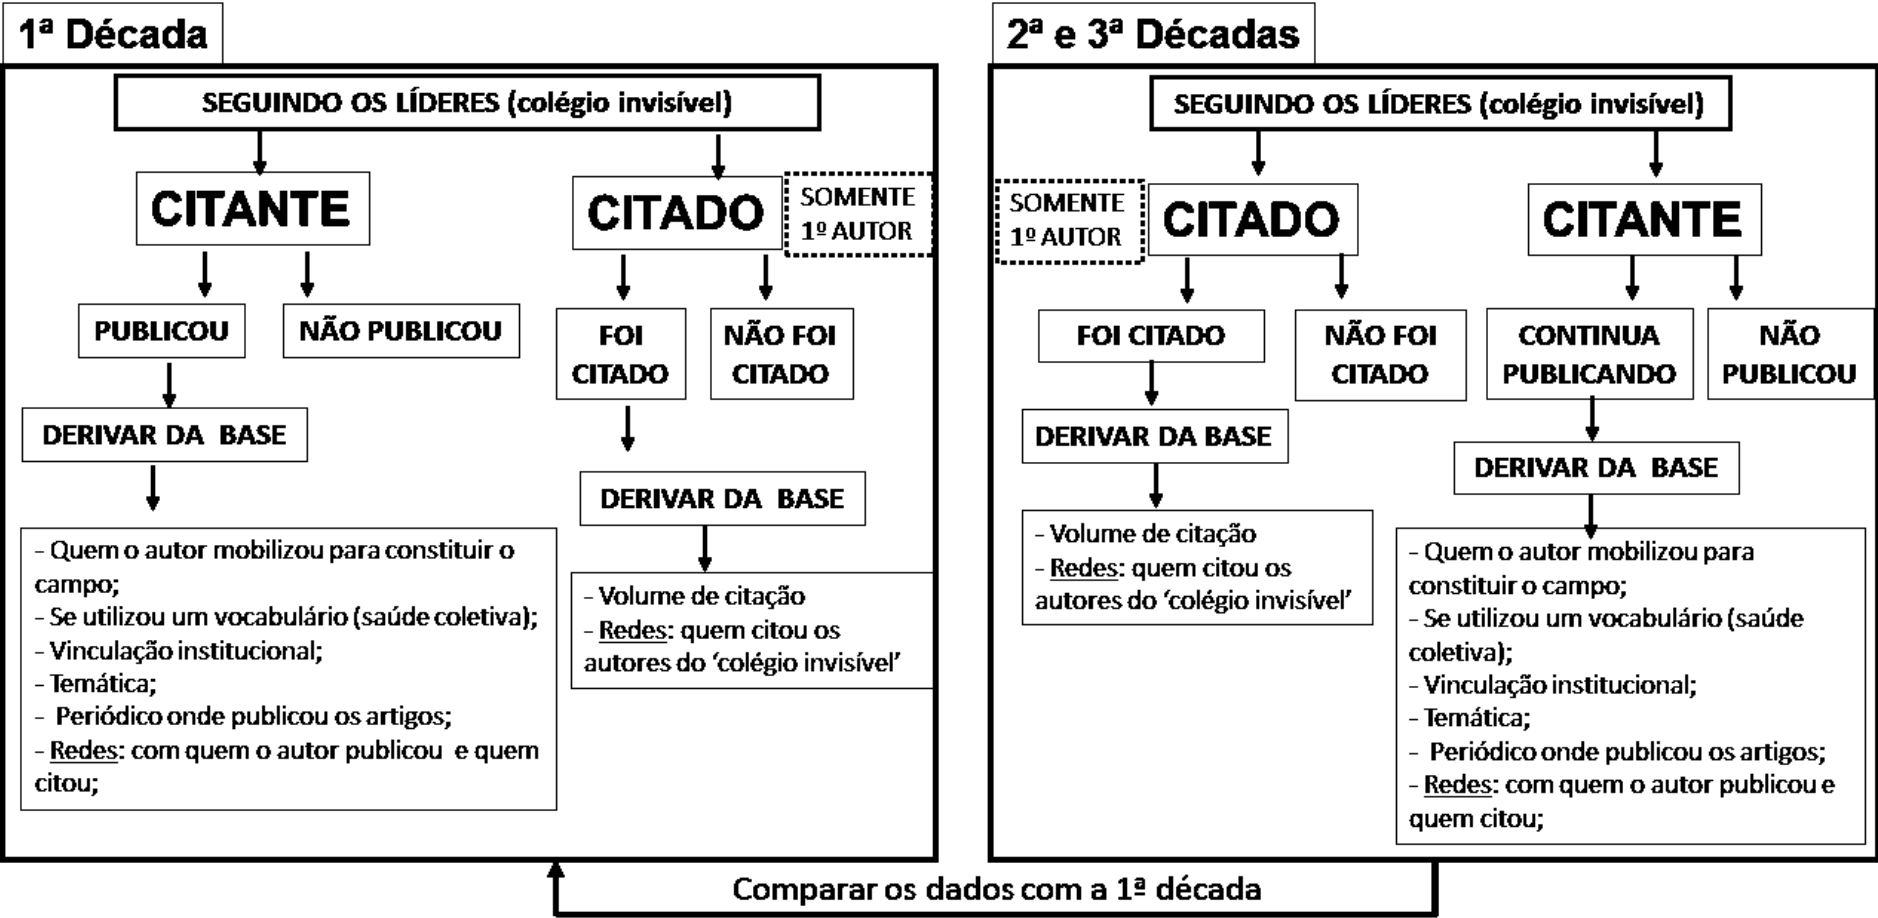 1ª Década
SEGUINDO OS LÍDERES (colégio invisível)
CITANTE
PUBLICOU
NÃO PUBLICOU
DERIVAR DA BASE
- Quem o autor mobilizou para constituir o
campo;
- Se utilizou um vocabulário (saúde coletiva);
- Vinculação institucional;
- Temática;
- Periódico onde publicou os artigos;
- Redes: com quem o autor publicou e quem
citou;
CITADO
SOMENTE
1º AUTOR
FOI
CITADO
NÃO FOI
CITADO
DERIVAR DA BASE
- Volume de citação
- Redes: quem citou os
autores do ‘colégio invisível’
2ª e 3ª Décadas
SEGUINDO OS LÍDERES (colégio invisível)
SOMENTE
1º AUTOR
CITADO
FOI CITADO
NÃO FOI
CITADO
DERIVAR DA BASE
- Volume de citação
- Redes: quem citou os
autores do ‘colégio invisível’
CITANTE
CONTINUA
PUBLICANDO
NÃO
PUBLICOU
DERIVAR DA BASE
- Quem o autor mobilizou para
constituir o campo;
- Se utilizou um vocabulário (saúde
coletiva);
- Vinculação institucional;
- Temática;
- Periódico onde publicou os artigos;
- Redes: com quem o autor publicou e
quem citou;
Comparar os dados com a 1ª década